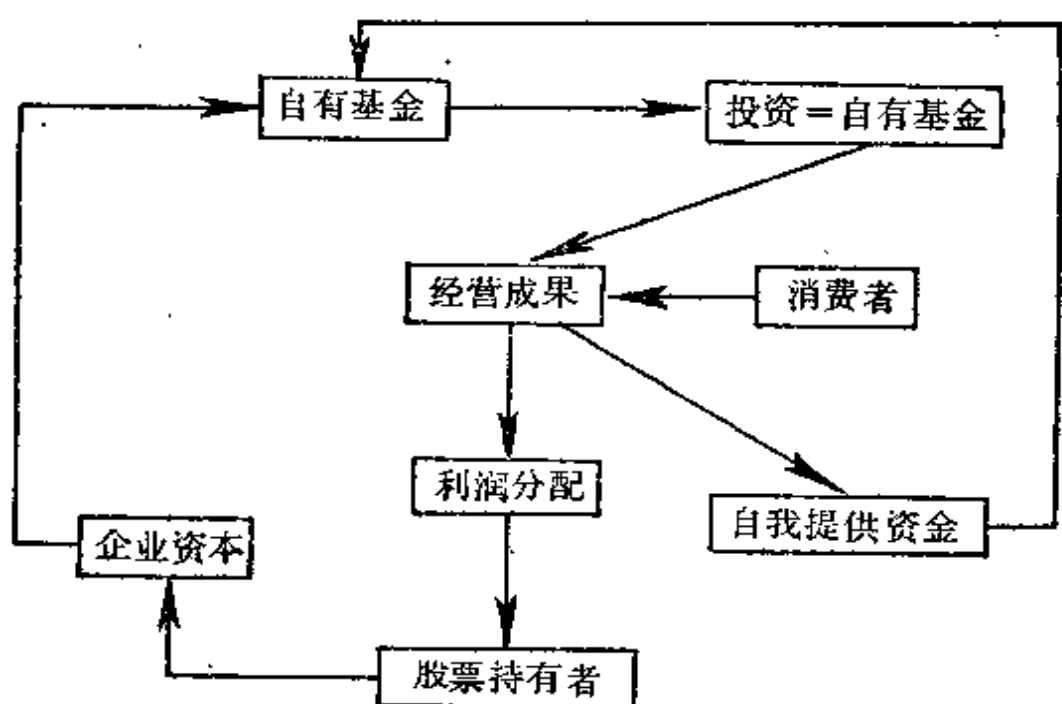 自有基金
投资=自有基金
经营成果
消费者
利润分配
自我提供资金
企业资本
股票持有者